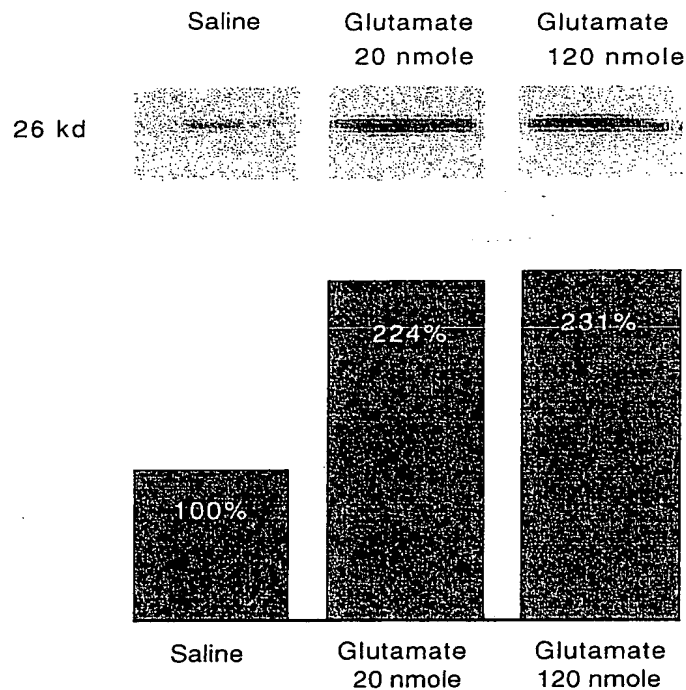 Saline
Glutamate
20 nmole
Glutamate
120 nmole
26 kd
224%
231%
100%
Saline
Glutamate
20 nmole
Glutamate
120 nmole